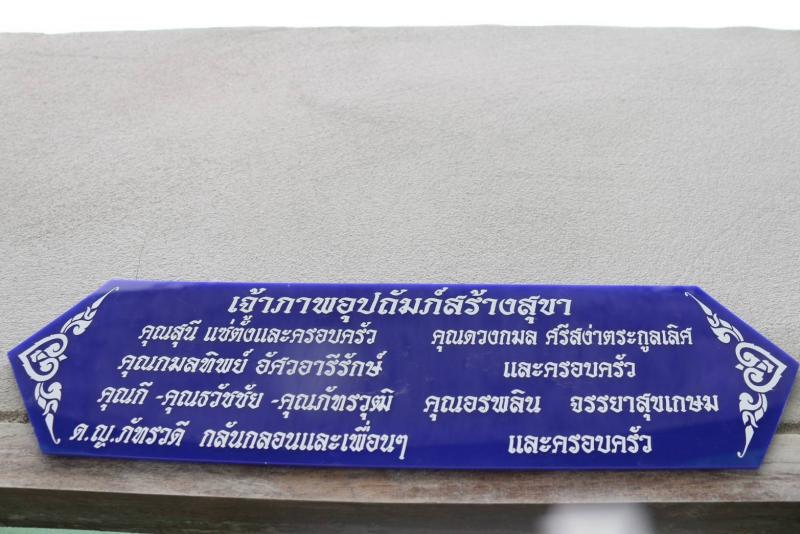 เจ้าภาพอุปถัมภ์สร้างสุขา
คุณสุนี แซ่ตั้งและครอบครัว
คุณกมลทิพย์ อัศวอารีรักษ์
คุณกี -คุณธวัชชัย -คุณภัทรวุฒิ
ด.ญ.ภัทรวดี กลันกลอนและเพื่อนๆ
คุณดวงกมล ศรีสง่าตระกูลเลิศ
และครอบครัว
คุณอรพลิน จรรยาสุขเกษม
และครอบครัว